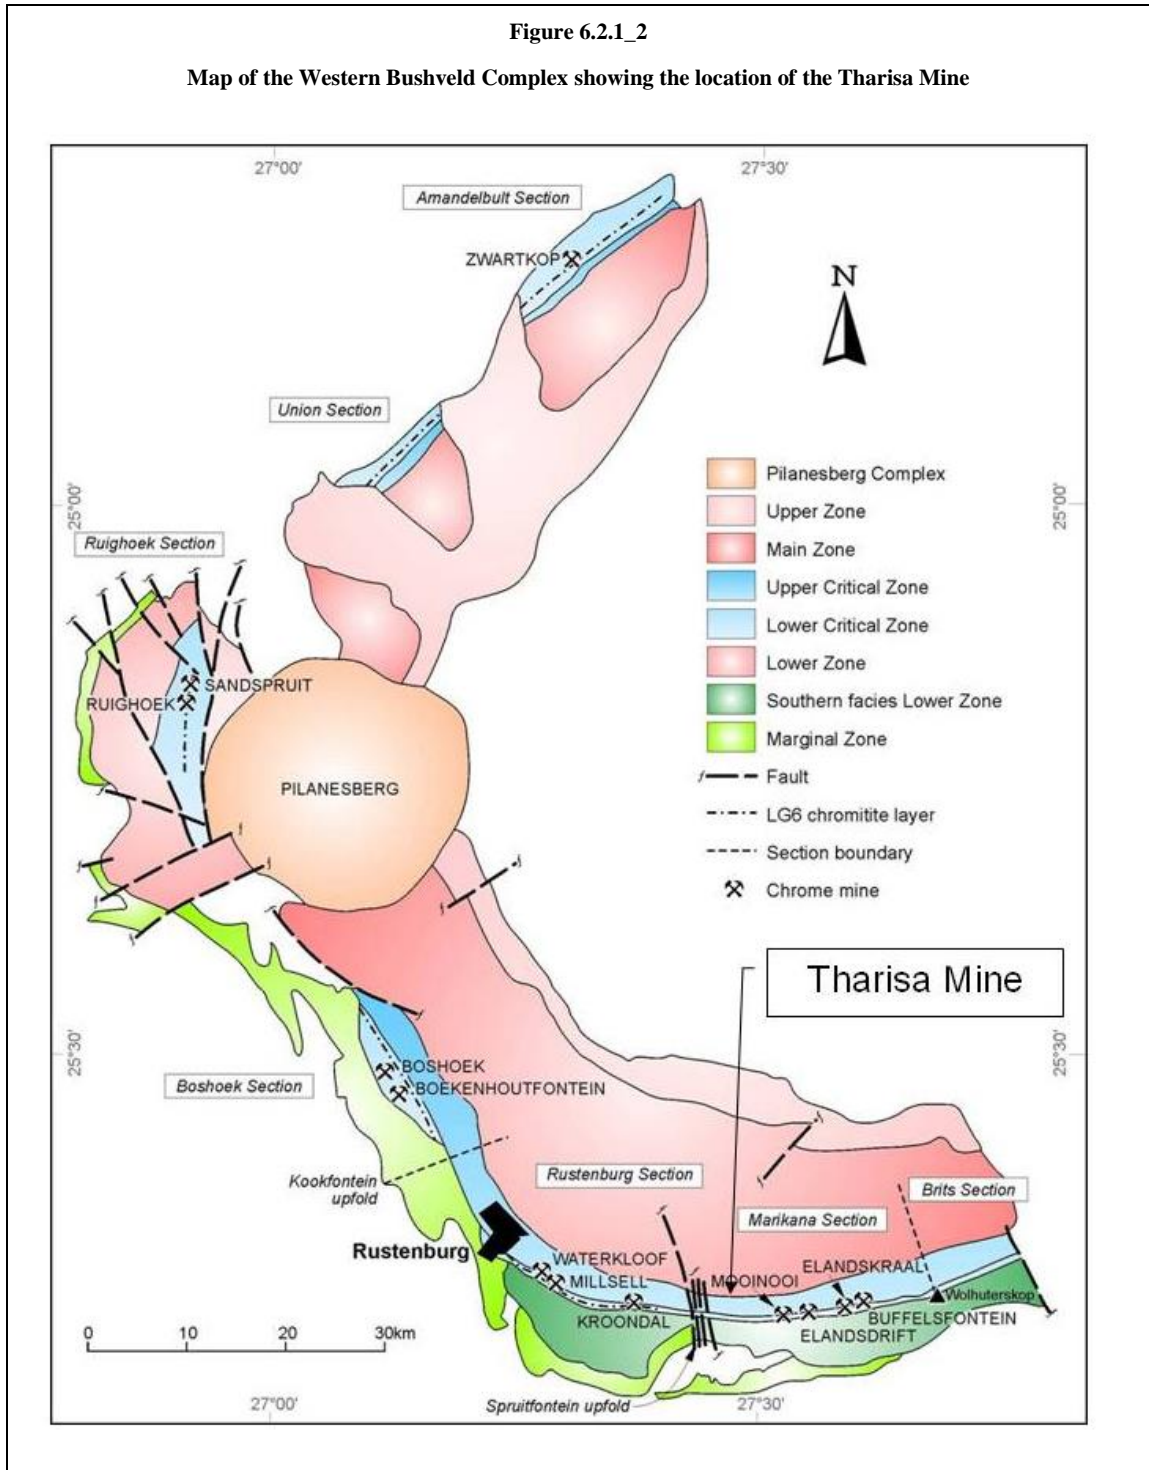 Figure 6.2.1_2
Map of the Western Bushveld Complex showing the location of the Tharisa Mine
27°00'
27°30'
Amandelbult Section
ZWARTKOP
N
Union Section
25°00'
25°00'
Ruighoek Section
SANDSPRUIT
RUIGHOEK
PILANESBERG
Pilanesberg Complex
Upper Zone
Main Zone
Upper Critical Zone
Lower Critical Zone
Lower Zone
Southern facies Lower Zone
Marginal Zone
f
Fault
LG6 chromitite layer
Section boundary
Chrome mine
Tharisa Mine
25°30'
25°30'
BOSHOEK
BOEKENHOUTFONTEIN
Boshoek Section
Kookfontein
upfold
Rustenburg Section
Brits Section
Marikana Section
Rustenburg
WATERKLOOF
MILLSELL
MOOINOOI
ELANDSKRAAL
Wolhuterskop
KROONDAL
BUFFELSFONTEIN
ELANDSDRIFT
0 10 20 30km
Spruitfontein upfold
27°00'
27°30'